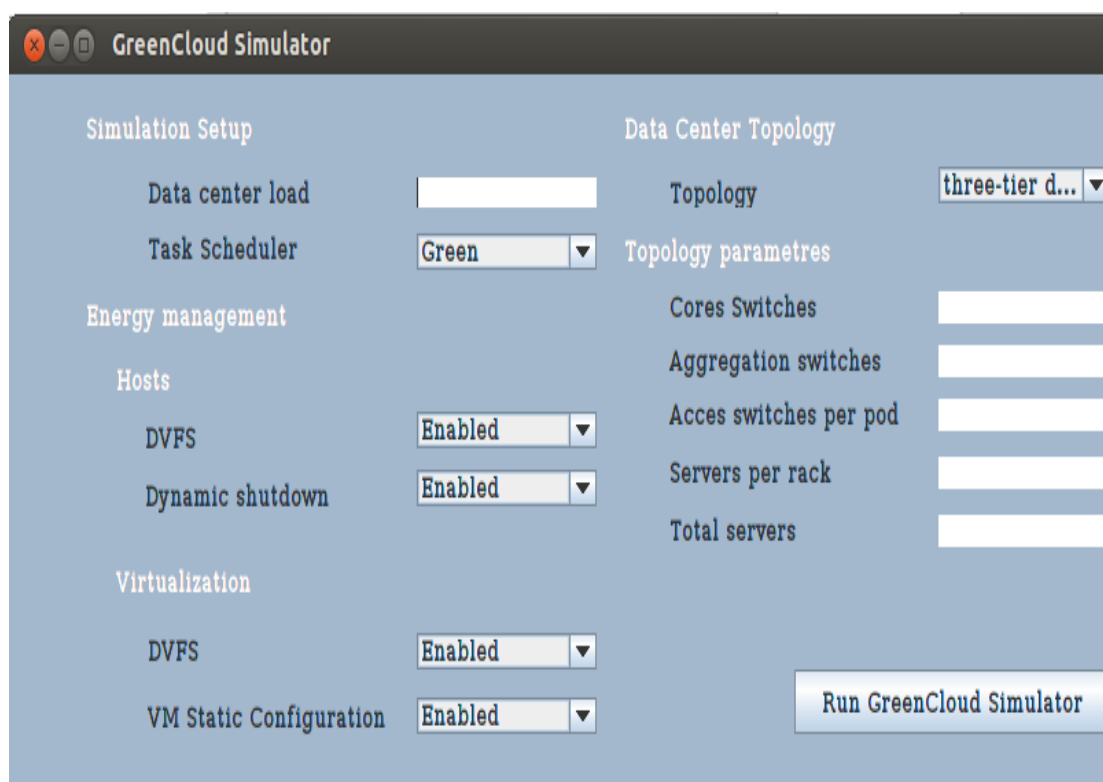 GreenCloud Simulator
Simulation Setup
Data center load
Task Scheduler Green
Energy management
Hosts
DVFS Enabled
Dynamic shutdown Enabled
Virtualization
DVFS Enabled
VM Static Configuration Enabled
Data Center Topology
Topology three-tier d...
Topology parametres
Cores Switches
Aggregation switches
Acces switches per pod
Servers per rack
Total servers
Run GreenCloud Simulator